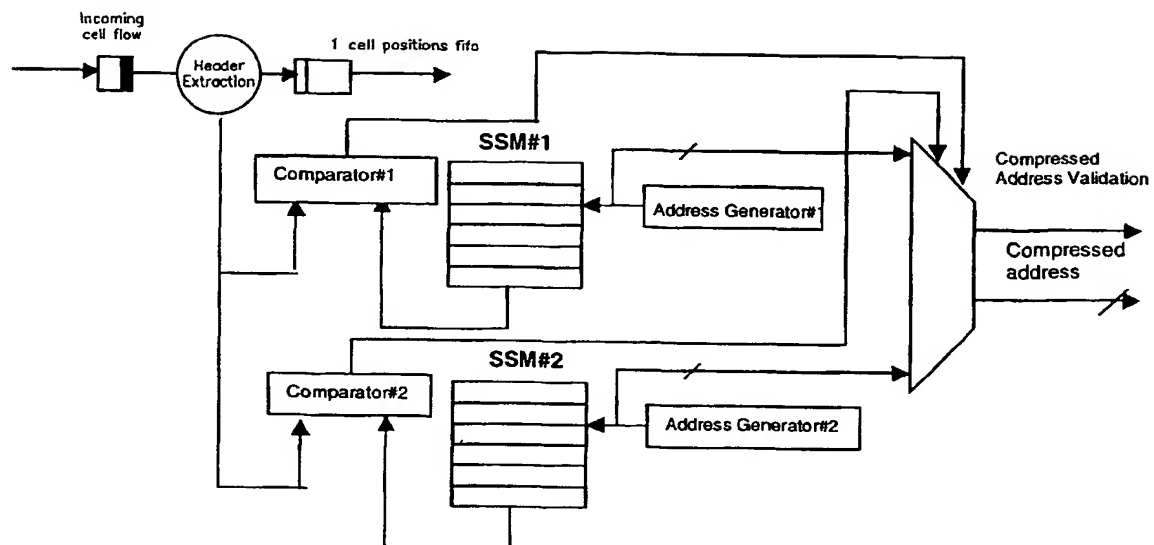 Incoming
cell flow
1 cell positions fifo
Header
Extraction
SSM#1
Comparator#1
Address Generator#1
Compressed
Address Validation
Compressed
address
SSM#2
Comparator#2
Address Generator#2